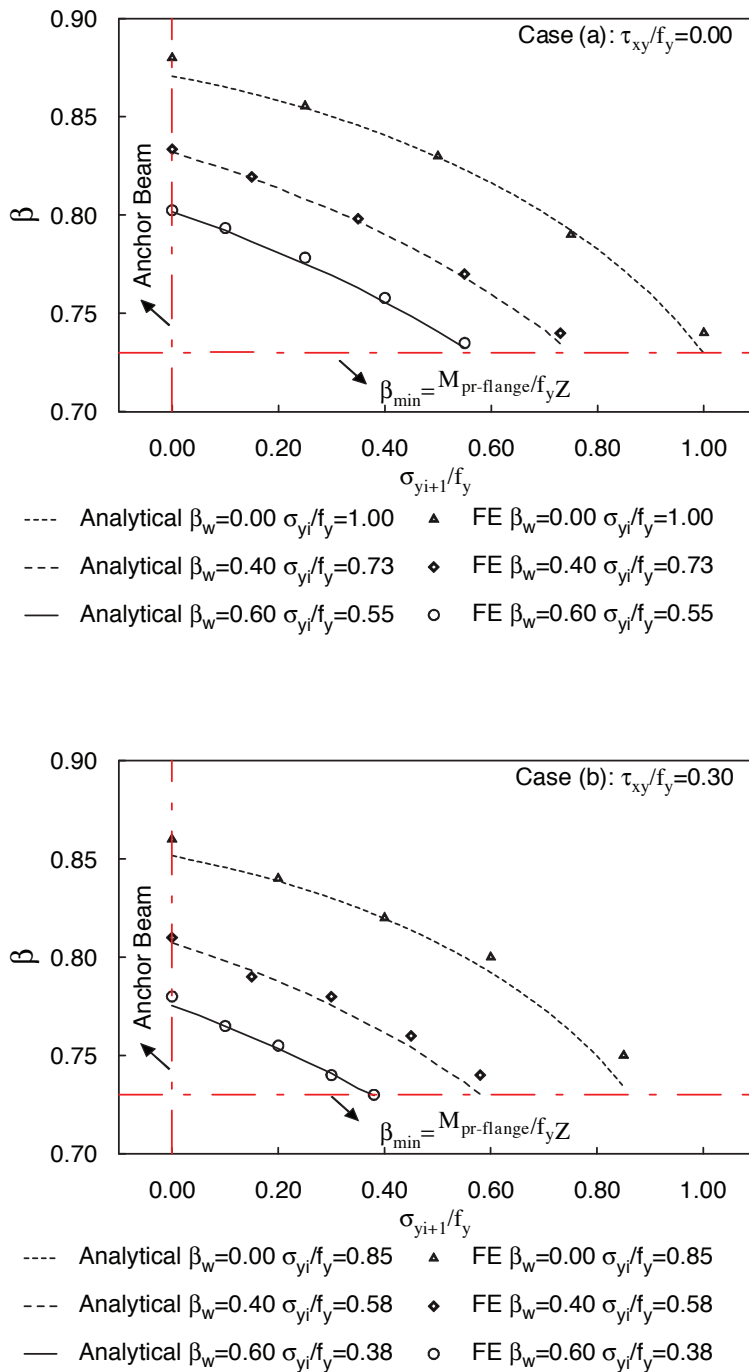 0.90
Case (a): τxy/fy=0.00
0.85
0.80
β
Anchor Beam
0.75
βmin=Mpr-flange/fyZ
0.70
0.00 0.20 0.40 0.60 0.80 1.00
σyi+1/fy
Analytical βw=0.00 σyi/fy=1.00 FE βw=0.00 σyi/fy=1.00
Analytical βw=0.40 σyi/fy=0.73 FE βw=0.40 σyi/fy=0.73
Analytical βw=0.60 σyi/fy=0.55 FE βw=0.60 σyi/fy=0.55
0.90
Case (b): τxy/fy=0.30
0.85
0.80
β
Anchor Beam
0.75
βmin=Mpr-flange/fyZ
0.70
0.00 0.20 0.40 0.60 0.80 1.00
σyi+1/fy
Analytical βw=0.00 σyi/fy=0.85 FE βw=0.00 σyi/fy=0.85
Analytical βw=0.40 σyi/fy=0.58 FE βw=0.40 σyi/fy=0.58
Analytical βw=0.60 σyi/fy=0.38 FE βw=0.60 σyi/fy=0.38